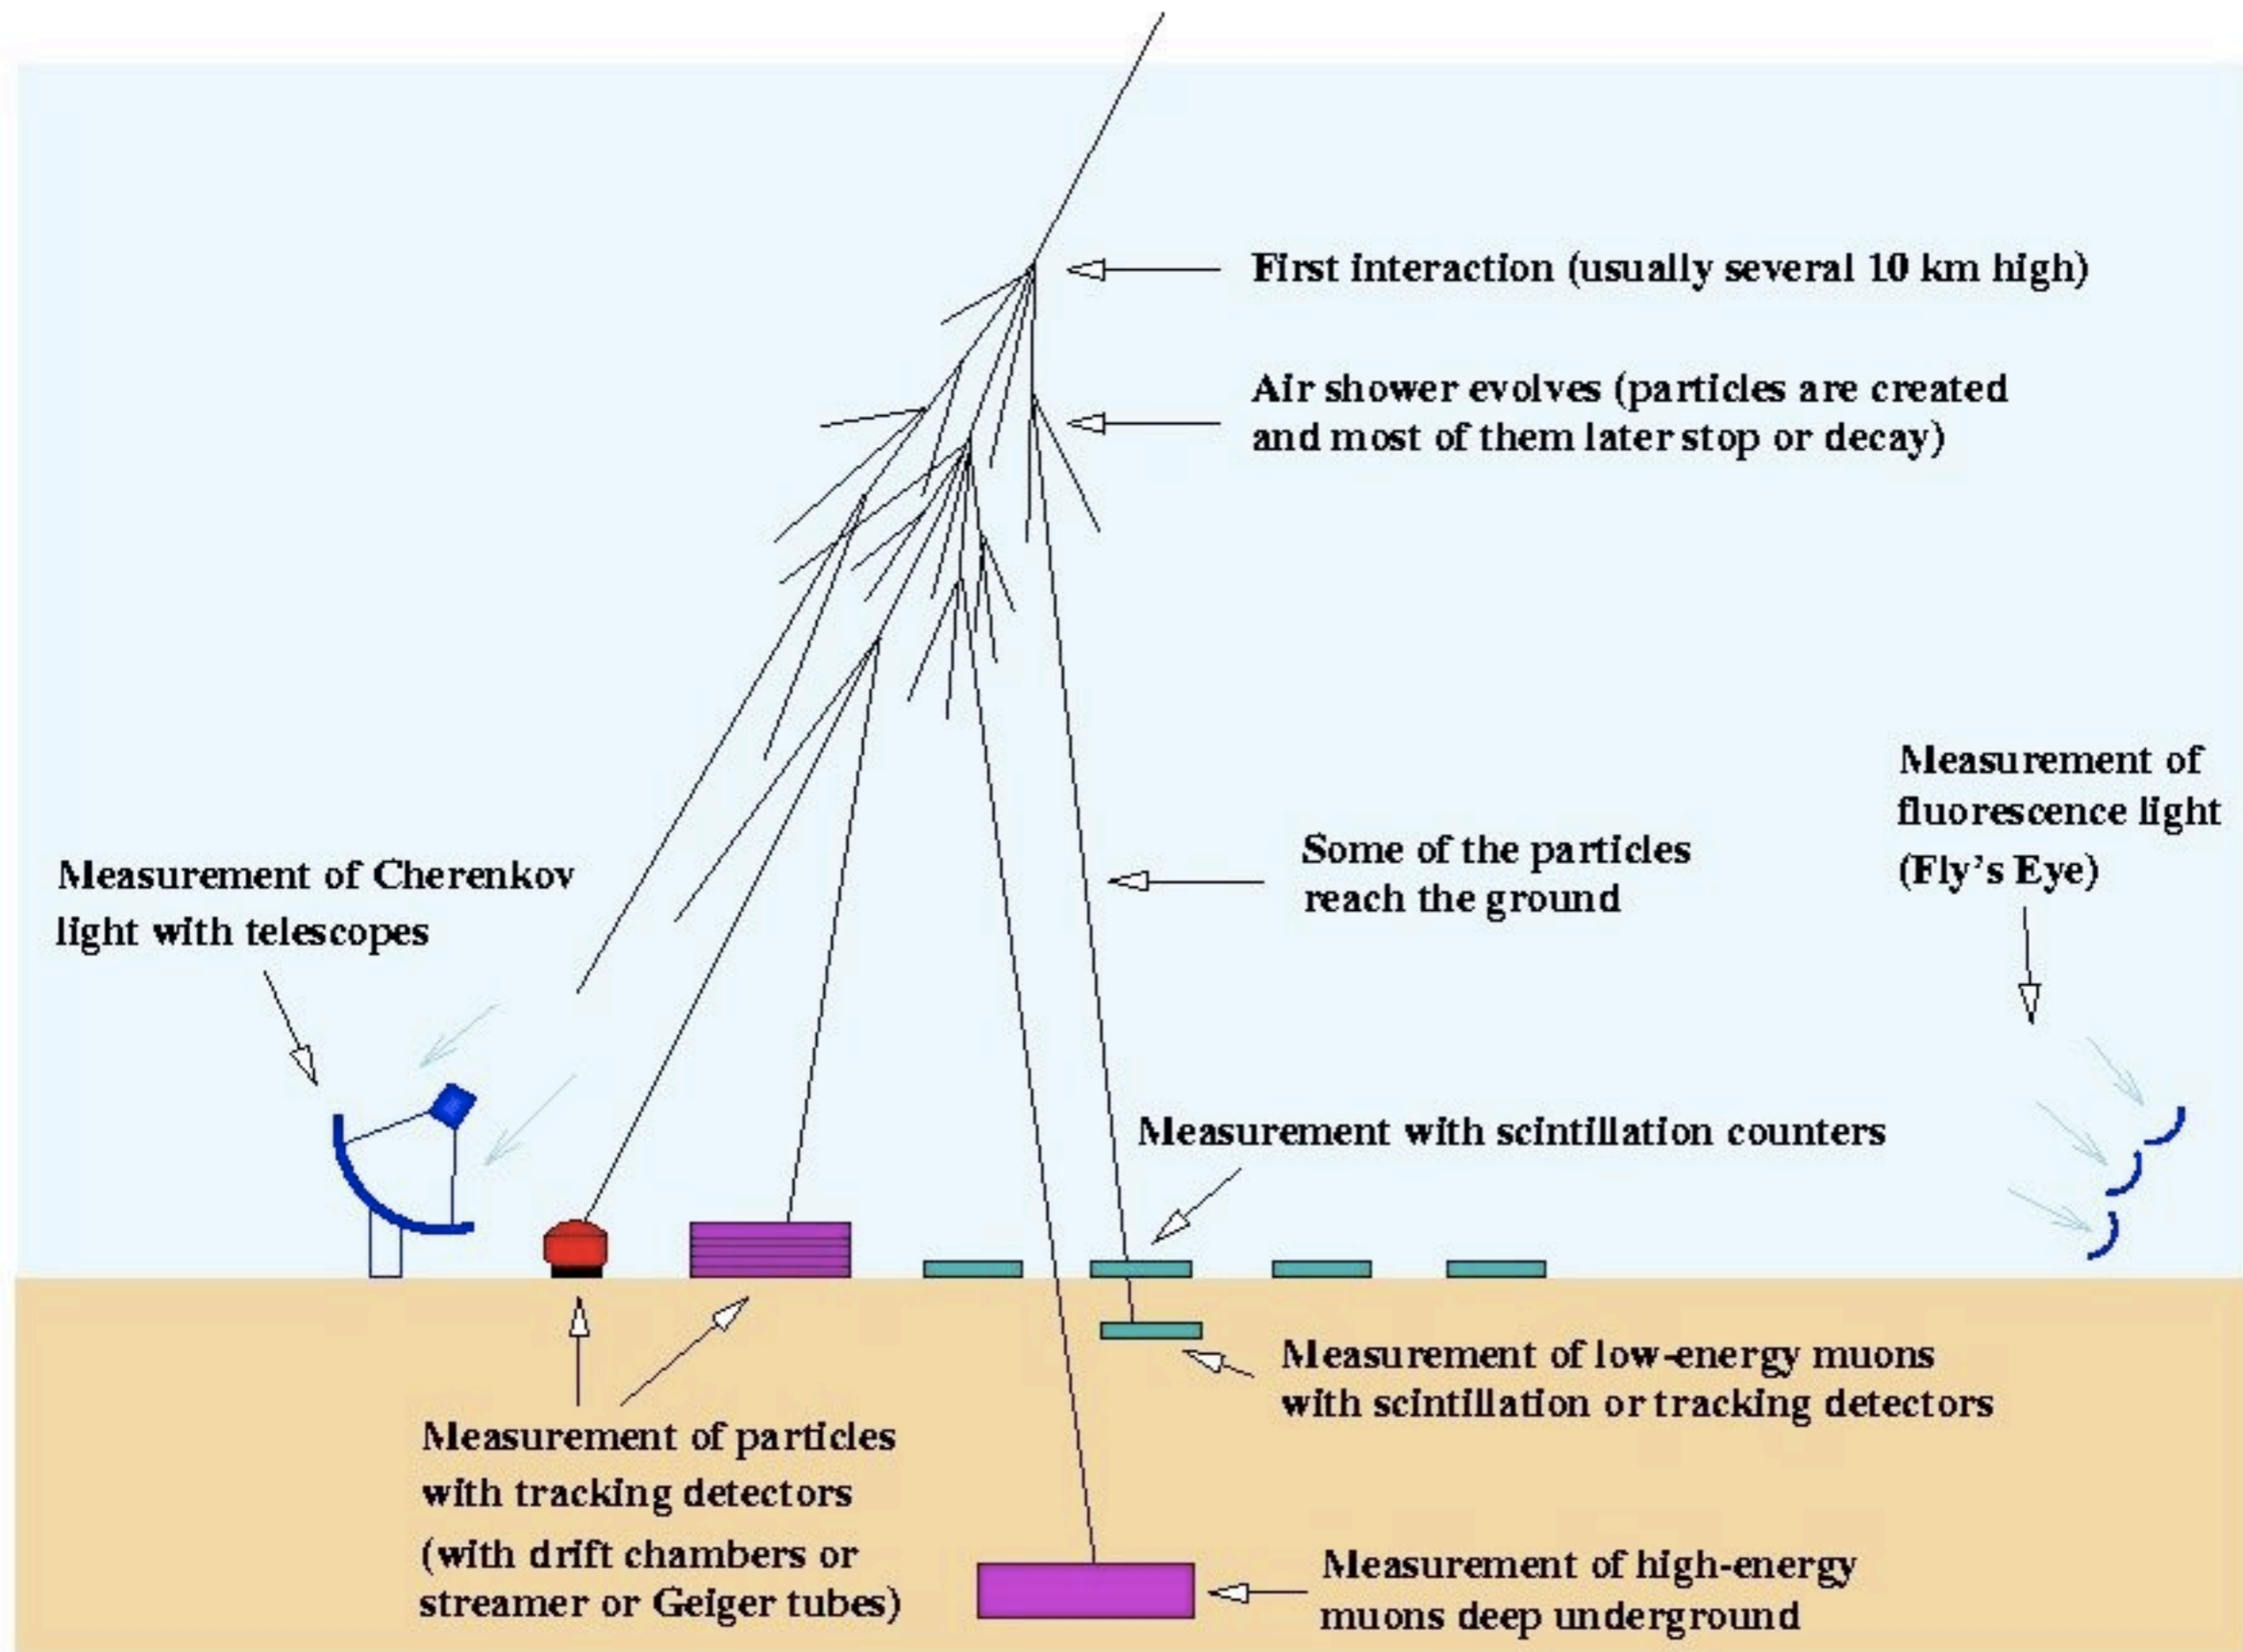 First interaction (usually several 10 km high)
Air shower evolves (particles are created
and most of them later stop or decay)
Measurement of
fluorescence light
(Fly's Eye)
Some of the particles
reach the ground
Measurement of Cherenkov
light with telescopes
Measurement with scintillation counters
Measurement of low-energy muons
with scintillation or tracking detectors
Measurement of particles
with tracking detectors
(with drift chambers or
streamer or Geiger tubes)
Measurement of high-energy
muons deep underground